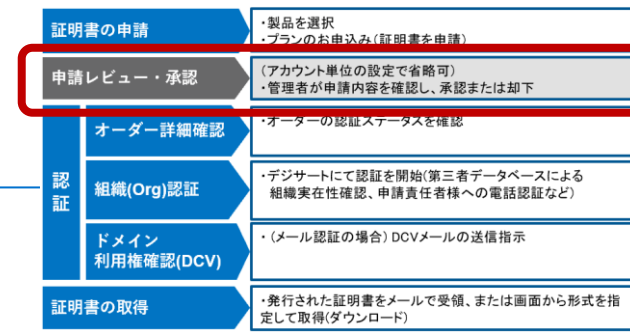 証明書の申請
・製品を選択
・プランのお申込み(証明書を申請)
申請レビュー・承認
(アカウント単位の設定で省略可)
・管理者が申請内容を確認し、承認または却下
認証
オーダー詳細確認
・オーダーの認証ステータスを確認
組織(Org)認証
・デジサートにて認証を開始(第三者データベースによる
組織実在性確認、申請責任者様への電話認証など)
ドメイン
利用権確認(DCV)
・(メール認証の場合) DCVメールの送信指示
証明書の取得
・発行された証明書をメールで受領、または画面から形式を指
定して取得(ダウンロード)